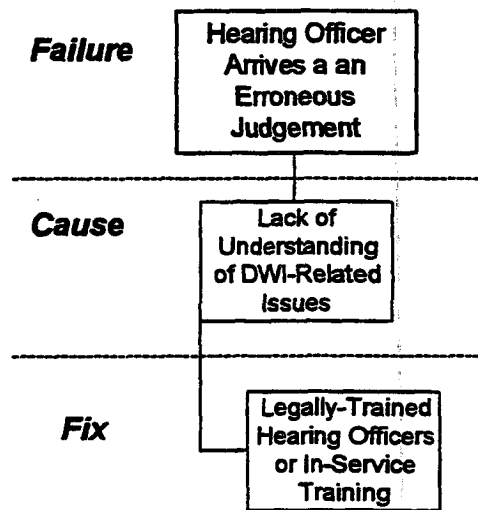 Failure
Hearing Officer
Arrives a an
Erroneous
Judgement
Cause
Lack of
Understanding
of DWI-Related
Issues
Fix
Legally-Trained
Hearing Officers
or In-Service
Training